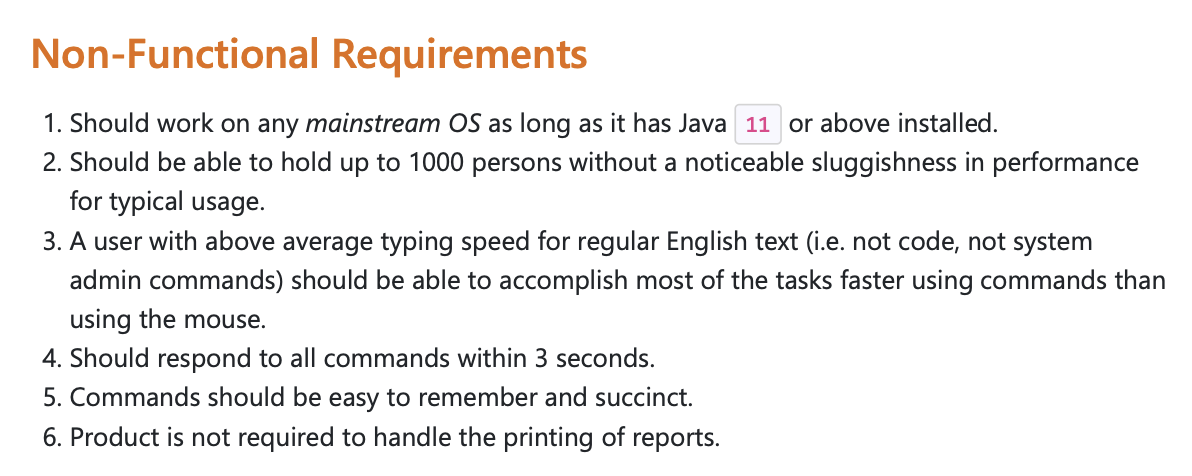 Non-Functional Requirements
1. Should work on any mainstream OS as long as it has Java 11 or above installed.
2. Should be able to hold up to 1000 persons without a noticeable sluggishness in performance
for typical usage.
3. A user with above average typing speed for regular English text (i.e. not code, not system
admin commands) should be able to accomplish most of the tasks faster using commands than
using the mouse.
4. Should respond to all commands within 3 seconds.
5. Commands should be easy to remember and succinct.
6. Product is not required to handle the printing of reports.